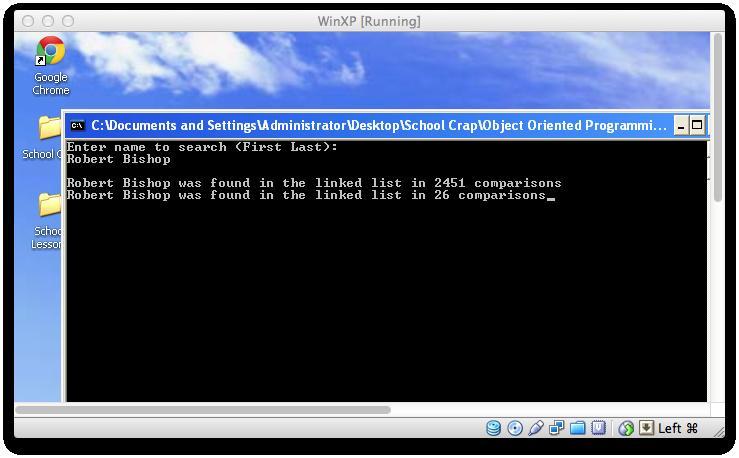 WinXP [Running]
Google
Chrome
C:\Documents and Settings\Administrator\Desktop\School Crap\Object Oriented Programmi...
Enter name to search (First Last):
Robert Bishop
School
Robert Bishop was found in the linked list in 2451 comparisons
Robert Bishop was found in the linked list in 26 comparisons
Schoo
Lesson
Left ⌘